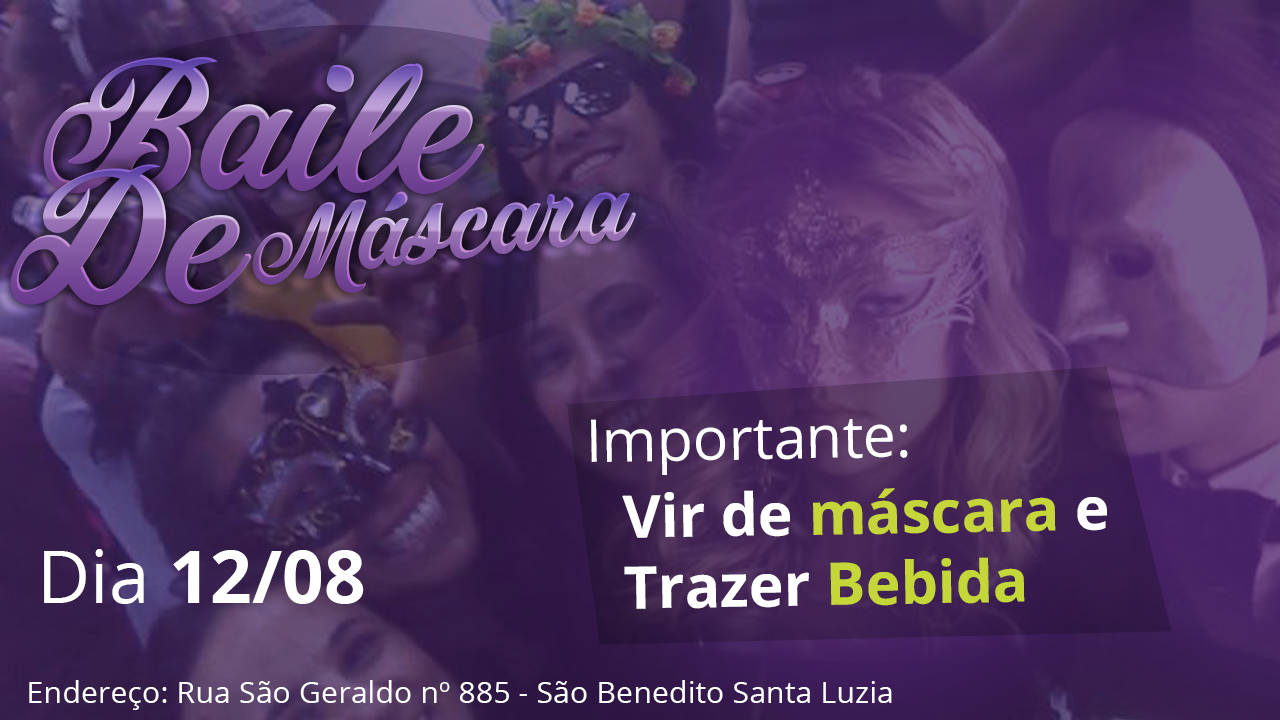 Baile
De Máscara
Importante:
Vir de máscara e
Trazer Bebida
Dia 12/08
Endereço: Rua São Geraldo nº 885 - São Benedito Santa Luzia